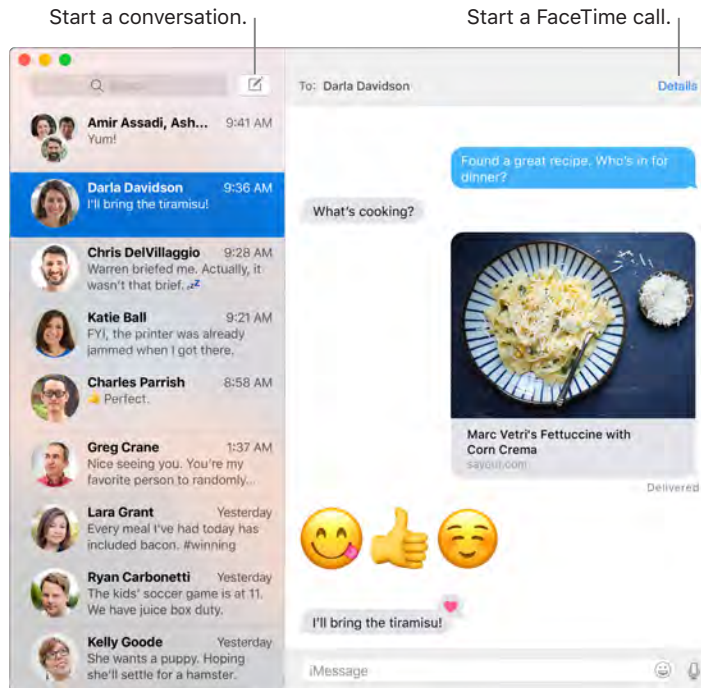 Start a conversation.
Start a FaceTime call.
To: Darla Davidson
Details
Amir Assadi, Ash... 9:41 AM
Yum!
Darla Davidson 9:36 AM
I'll bring the tiramisu!
Chris DelVillaggio 9:28 AM
Warren briefed me. Actually, it
wasn't that brief. 💤
Katie Ball 9:21 AM
FYI, the printer was already
jammed when I got there.
Charles Parrish 8:58 AM
👍 Perfect.
Greg Crane 1:37 AM
Nice seeing you. You're my
favorite person to randomly...
Lara Grant Yesterday
Every meal I've had today has
included bacon. #winning
Ryan Carbonetti Yesterday
The kids' soccer game is at 11.
We have juice box duty.
Kelly Goode Yesterday
She wants a puppy. Hoping
she'll settle for a hamster.
Found a great recipe. Who's in for
dinner?
What's cooking?
Marc Vetri's Fettuccine with
Corn Crema
saveur.com
Delivered
I'll bring the tiramisu!
iMessage